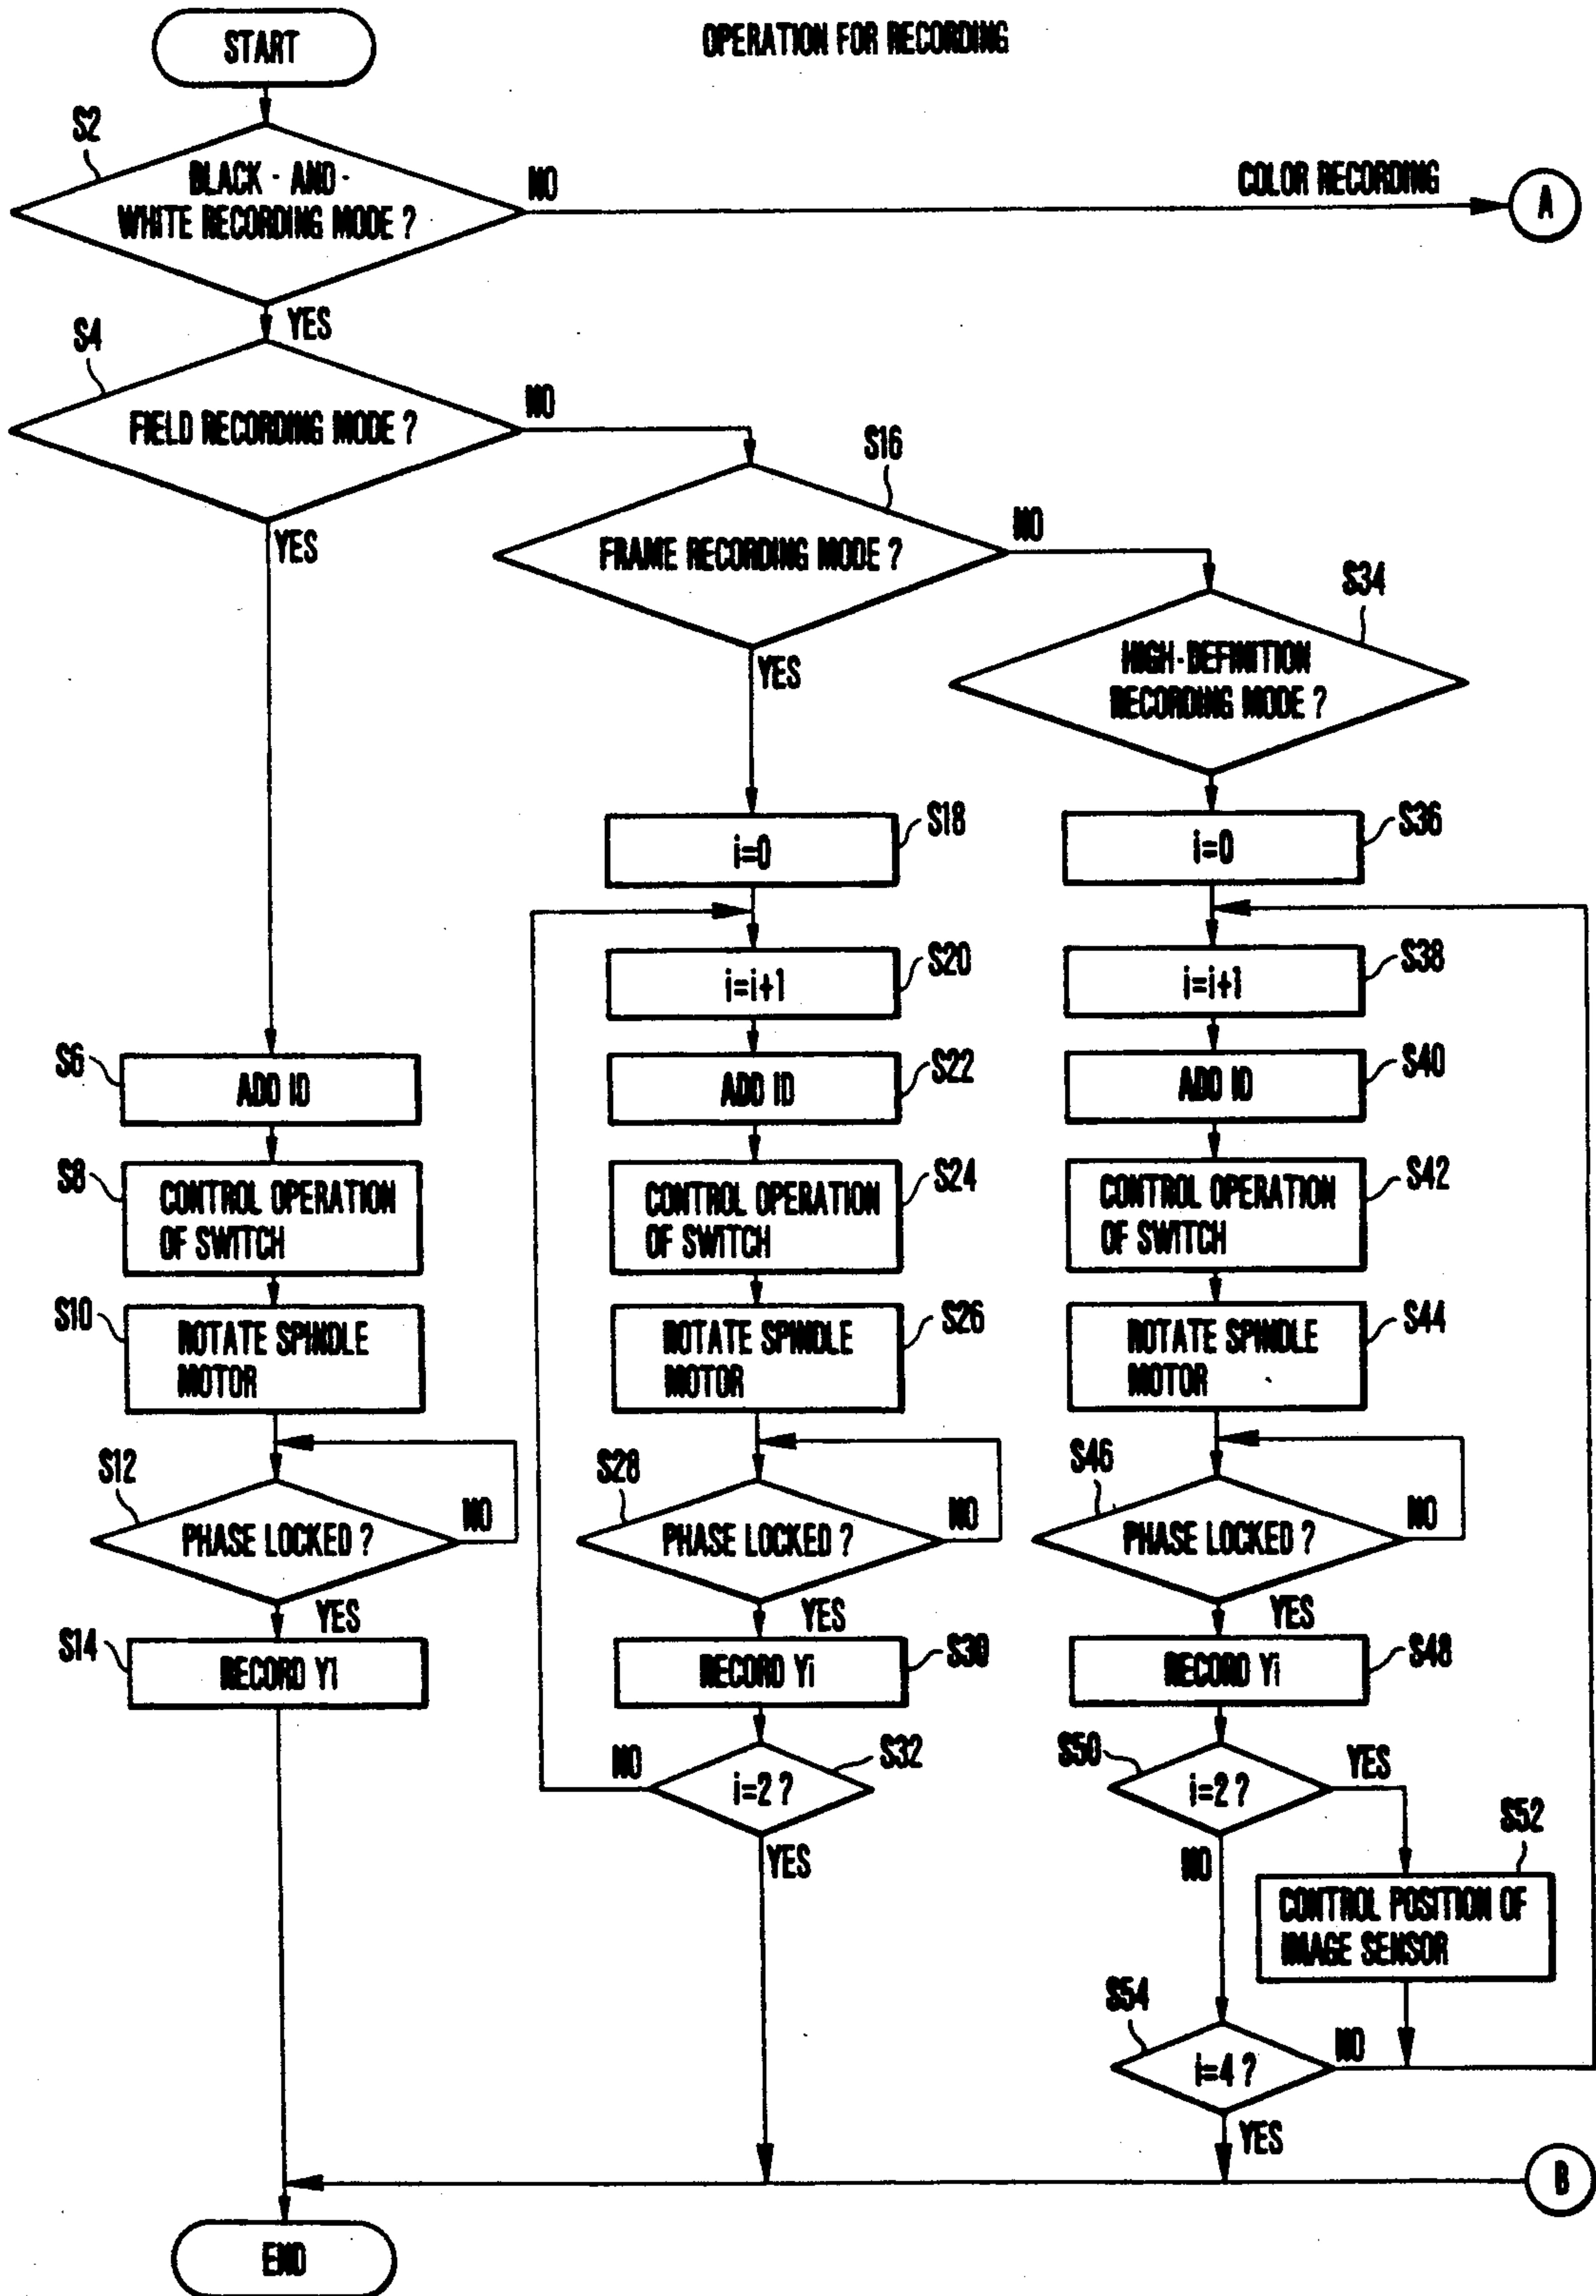 OPERATION FOR RECORDING
START
S2
BLACK - AND -
WHITE RECORDING MODE ?
NO
COLOR RECORDING
A
YES
S4
FIELD RECORDING MODE ?
NO
YES
S16
FRAME RECORDING MODE ?
NO
YES
S34
HIGH - DEFINITION
RECORDING MODE ?
S6
ADD ID
S8
CONTROL OPERATION
OF SWITCH
S10
ROTATE SPINDLE
MOTOR
S12
PHASE LOCKED ?
NO
YES
S14
RECORD Y1
S18
i=0
S20
i=i+1
S22
ADD ID
S24
CONTROL OPERATION
OF SWITCH
S26
ROTATE SPINDLE
MOTOR
S28
PHASE LOCKED ?
NO
YES
S30
RECORD Yi
S32
i=2 ?
NO
YES
S36
i=0
S38
i=i+1
S40
ADD ID
S42
CONTROL OPERATION
OF SWITCH
S44
ROTATE SPINDLE
MOTOR
S46
PHASE LOCKED ?
NO
YES
S48
RECORD Yi
S50
i=2 ?
YES
NO
S52
CONTROL POSITION OF
IMAGE SENSOR
S54
i=4 ?
NO
YES
B
END